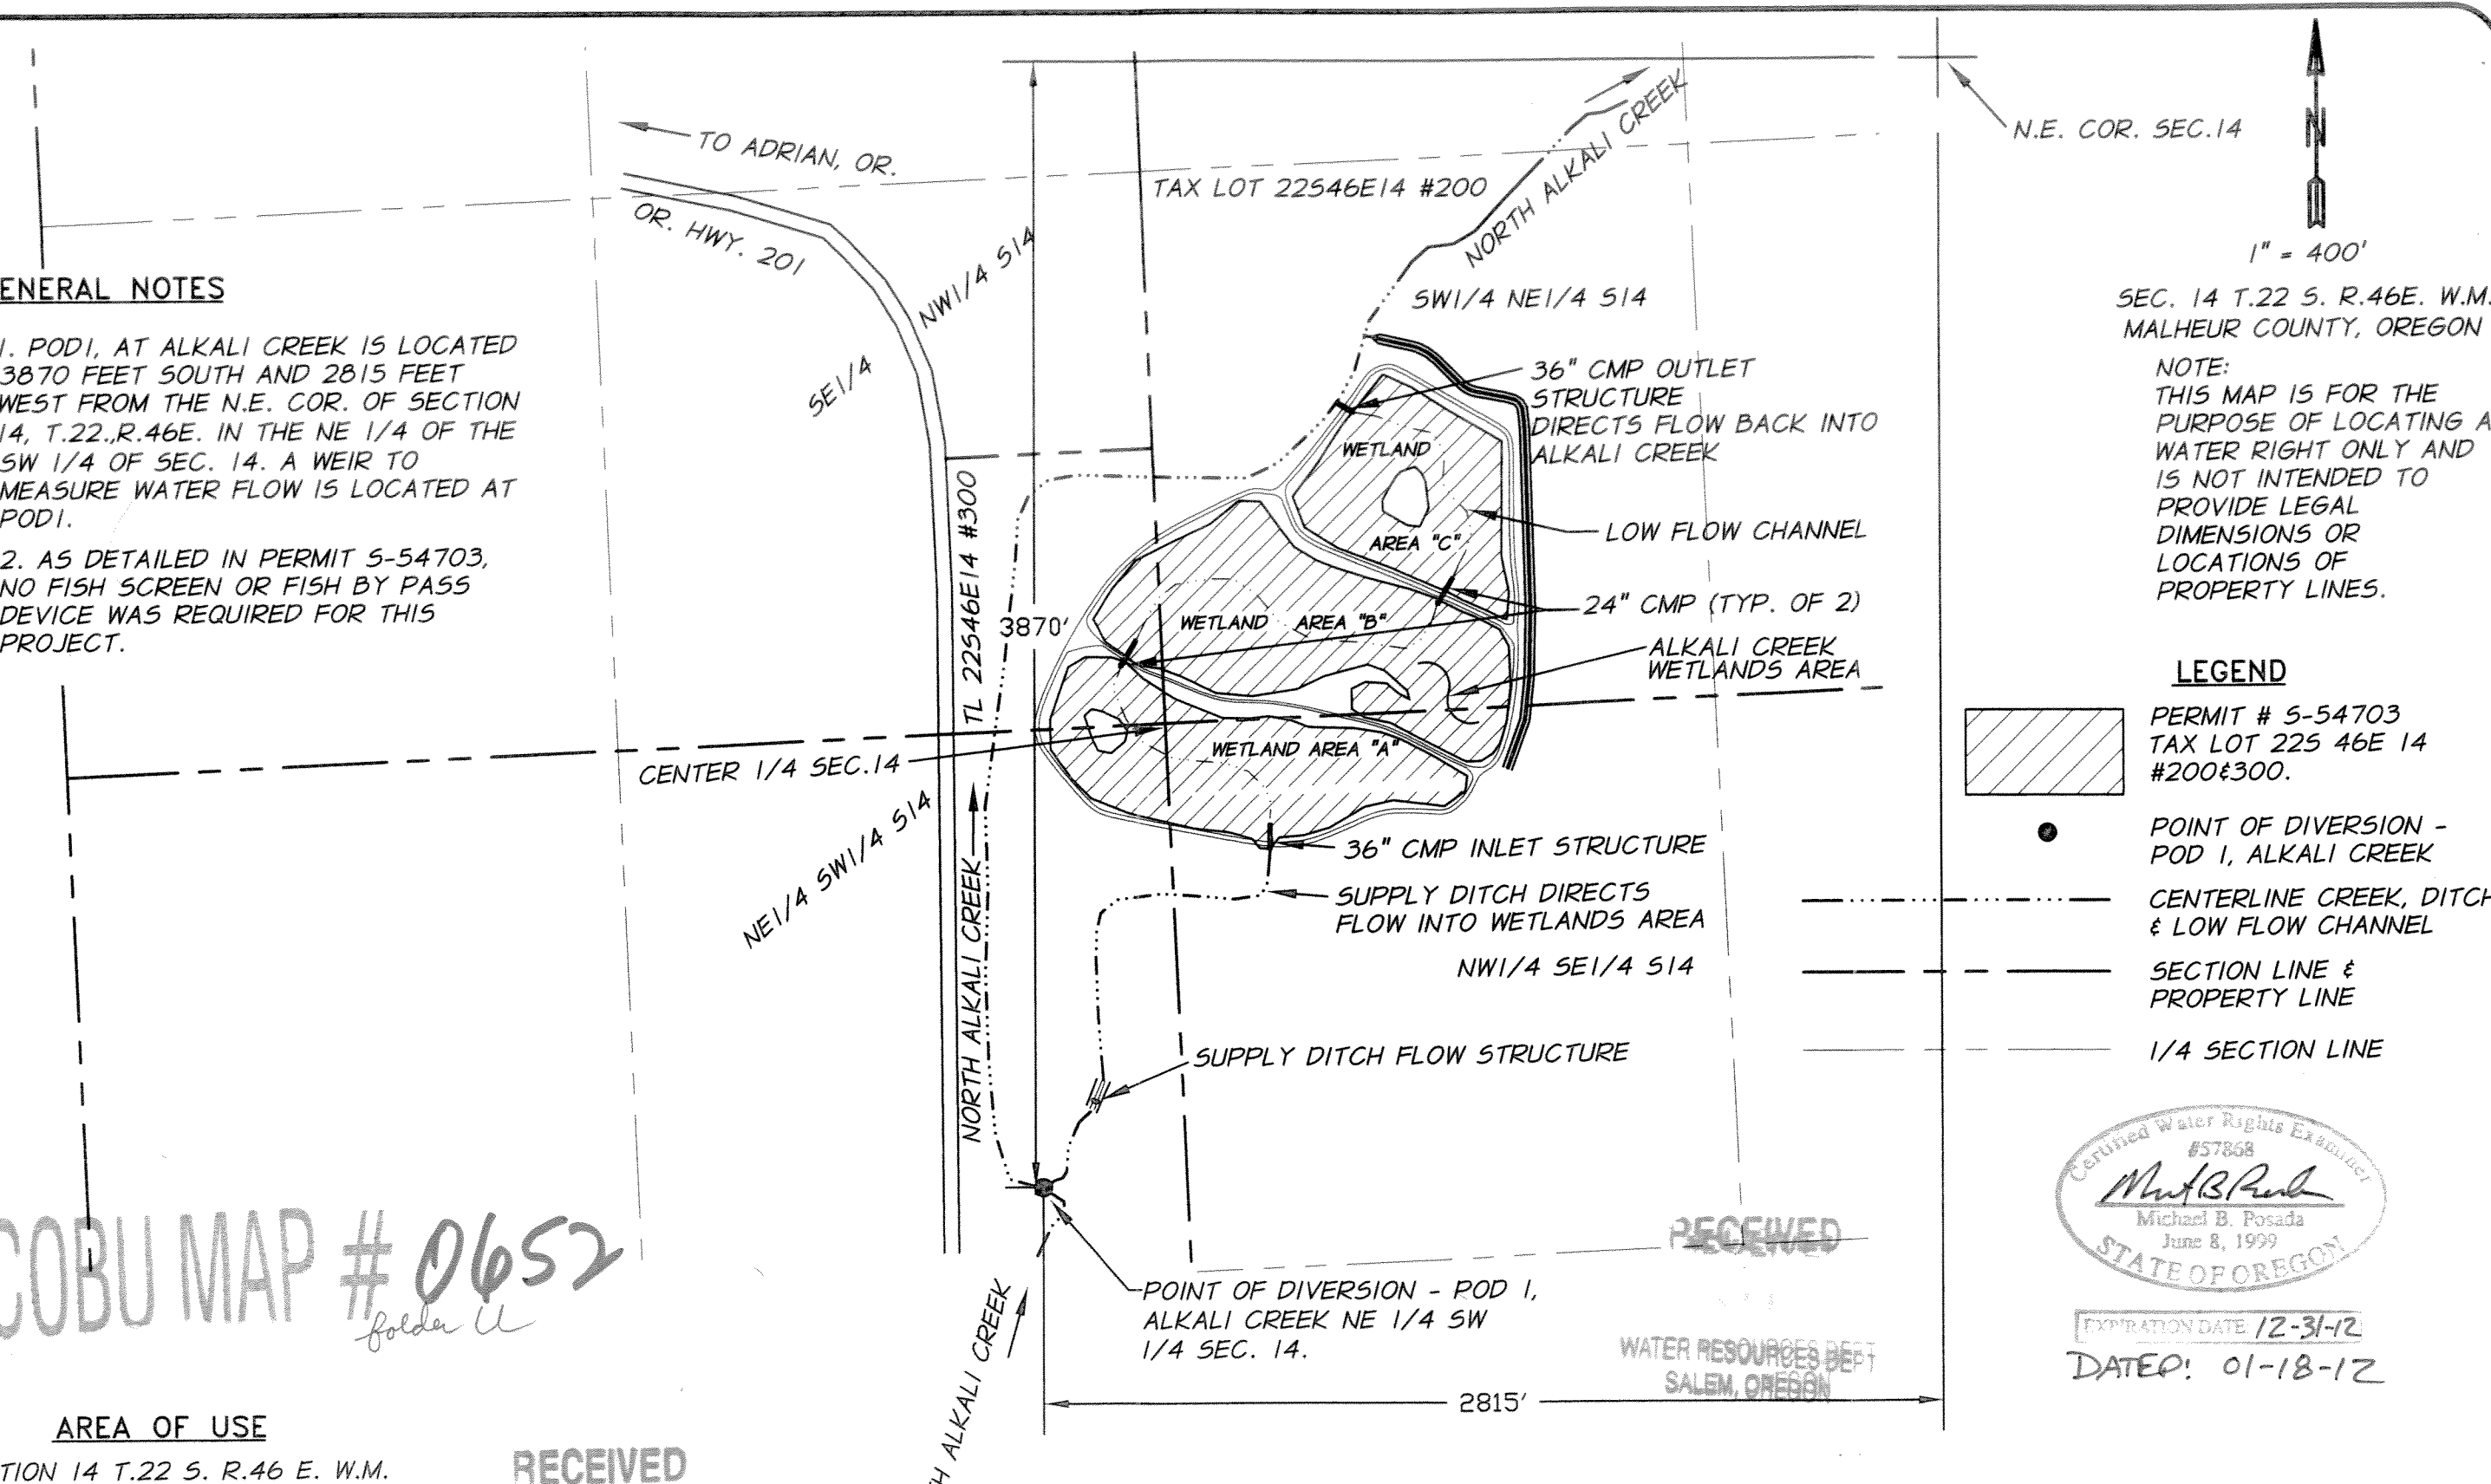 TO ADRIAN, OR.
OR. HWY. 201
NW1/4 S14
SE1/4
TAX LOT 22S46E14 #200
NORTH ALKALI CREEK
SW1/4 NE1/4 S14
N.E. COR. SEC.14
N
1" = 400'
SEC. 14 T.22 S. R.46E. W.M.
MALHEUR COUNTY, OREGON
NOTE:
THIS MAP IS FOR THE
PURPOSE OF LOCATING A
WATER RIGHT ONLY AND
IS NOT INTENDED TO
PROVIDE LEGAL
DIMENSIONS OR
LOCATIONS OF
PROPERTY LINES.
ENERAL NOTES
1. POD1, AT ALKALI CREEK IS LOCATED
3870 FEET SOUTH AND 2815 FEET
WEST FROM THE N.E. COR. OF SECTION
14, T.22.,R.46E. IN THE NE 1/4 OF THE
SW 1/4 OF SEC. 14. A WEIR TO
MEASURE WATER FLOW IS LOCATED AT
POD1.
2. AS DETAILED IN PERMIT S-54703,
NO FISH SCREEN OR FISH BY PASS
DEVICE WAS REQUIRED FOR THIS
PROJECT.
36" CMP OUTLET
STRUCTURE
DIRECTS FLOW BACK INTO
ALKALI CREEK
WETLAND
AREA "C"
LOW FLOW CHANNEL
24" CMP (TYP. OF 2)
WETLAND AREA "B"
ALKALI CREEK
WETLANDS AREA
3870'
TL 22S46E14 #300
WETLAND AREA "A"
CENTER 1/4 SEC.14
NE1/4 SW1/4 S14
NORTH ALKALI CREEK
36" CMP INLET STRUCTURE
SUPPLY DITCH DIRECTS
FLOW INTO WETLANDS AREA
NW1/4 SE1/4 S14
SUPPLY DITCH FLOW STRUCTURE
LEGEND
PERMIT # S-54703
TAX LOT 22S 46E 14
#200&300.
POINT OF DIVERSION -
POD 1, ALKALI CREEK
CENTERLINE CREEK, DITCH
& LOW FLOW CHANNEL
SECTION LINE &
PROPERTY LINE
1/4 SECTION LINE
POINT OF DIVERSION - POD 1,
ALKALI CREEK NE 1/4 SW
1/4 SEC. 14.
2815'
TH ALKALI CREEK
RECEIVED
WATER RESOURCES DEPT
SALEM, OREGON
Certified Water Rights Examiner
#57868
Michael B. Posada
June 8, 1999
STATE OF OREGON
EXPIRATION DATE 12-31-12
DATED: 01-18-12
COBU MAP # 0652
folder U
AREA OF USE
TION 14 T.22 S. R.46 E. W.M.
RECEIVED